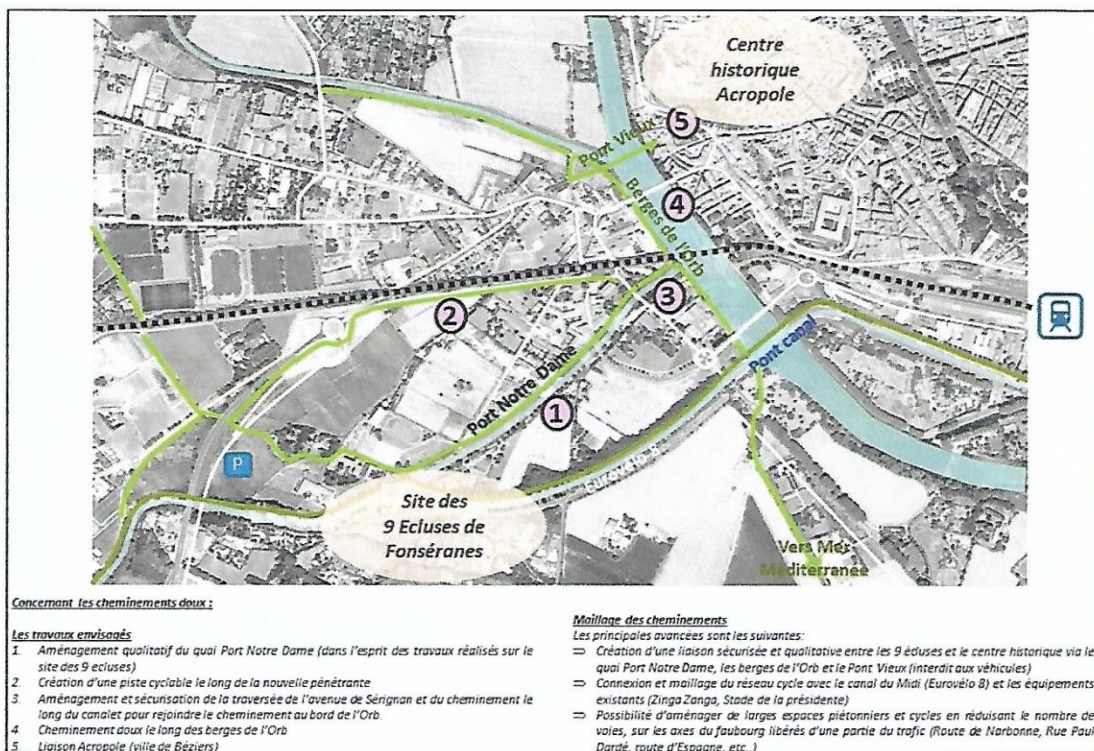 Centre
historique
Acropole
5
Pont Vieux
4
Berges de l'Orb
3
2
Port Notre Dame
Pont canal
1
P
Site des
9 Ecluses de
Fonséranes
Vers Mer
Méditerranée
Concernant les cheminements doux :
Les travaux envisagés
1. Aménagement qualitatif du quai Port Notre Dame (dans l'esprit des travaux réalisés sur le
site des 9 ecluses)
2. Création d'une piste cyclable le long de la nouvelle pénétrante
3. Aménagement et sécurisation de la traversée de l'avenue de Sérignan et du cheminement le
long du canalet pour rejoindre le cheminement au bord de l'Orb.
4 Cheminement doux le long des berges de l'Orb
5. Liaison Acropole (ville de Béziers)
Maillage des cheminements
Les principales avancées sont les suivantes:
⇒ Création d'une liaison sécurisée et qualitative entre les 9 écluses et le centre historique via le
quai Port Notre Dame, les berges de l'Orb et le Pont Vieux (interdit aux véhicules)
⇒ Connexion et maillage du réseau cycle avec le canal du Midi (Eurovélo 8) et les équipements
existants (Zinga Zanga, Stade de la présidente)
⇒ Possibilité d'aménager de larges espaces piétonniers et cycles en réduisant le nombre de
voies, sur les axes du faubourg libérés d'une partie du trafic (Route de Narbonne, Rue Paul
Dardé, route d'Espagne, etc..)